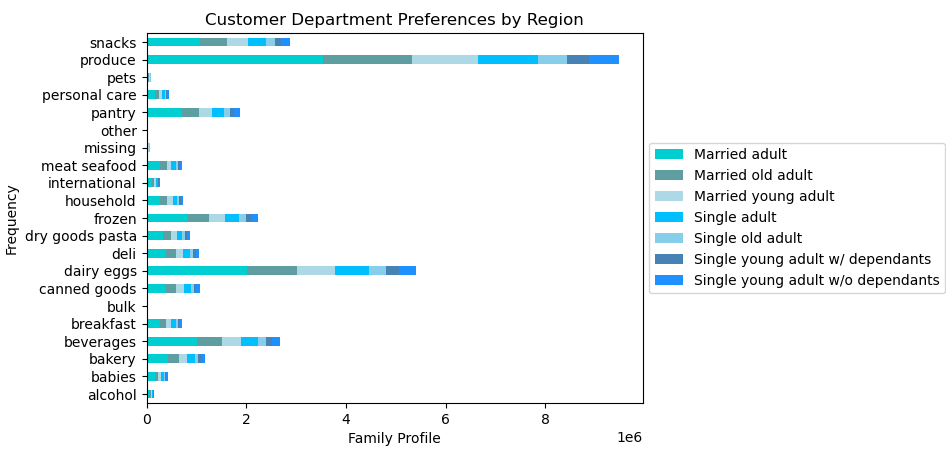 Customer Department Preferences by Region
snacks
produce
pets
personal care
pantry
other
missing
meat seafood
international
household
frozen
dry goods pasta
deli
dairy eggs
canned goods
bulk
breakfast
beverages
bakery
babies
alcohol
Frequency
0 2 4 6 8
1e6
Family Profile
Married adult
Married old adult
Married young adult
Single adult
Single old adult
Single young adult w/ dependants
Single young adult w/o dependants